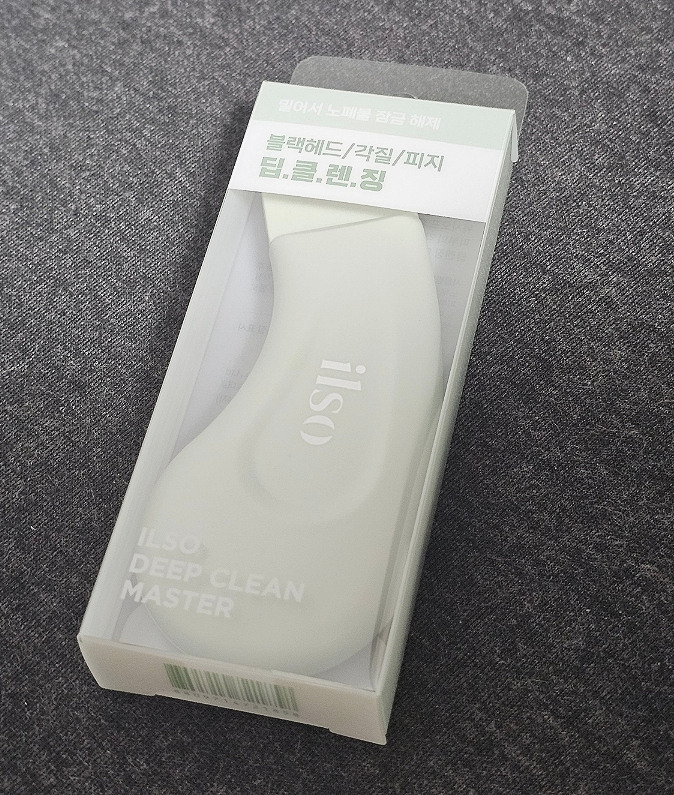 밀어서 노폐물 잠금 해제
블랙헤드/각질/피지
딥.클.렌.징
ilso
ILSO
DEEP CLEAN
MASTER